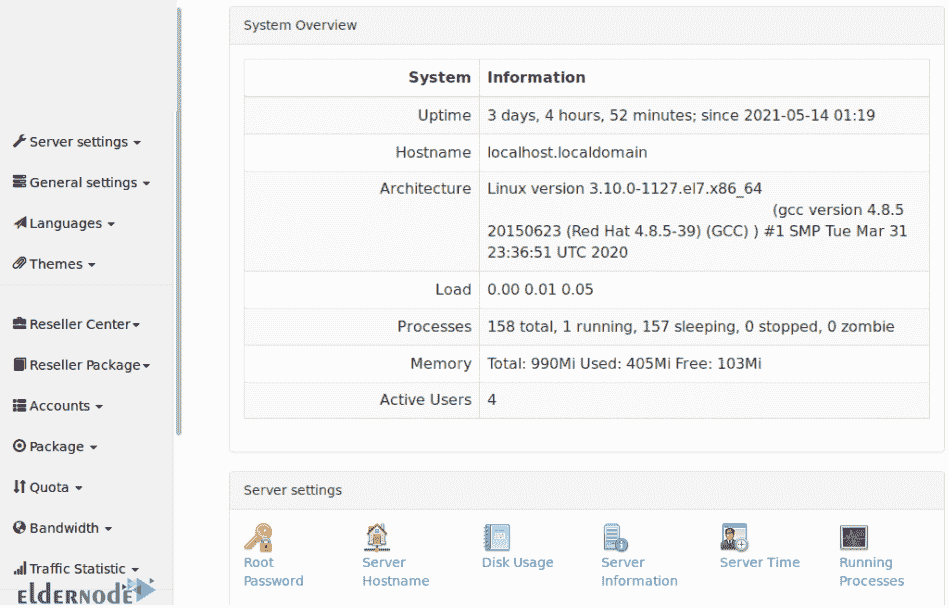 Server settings
General settings
Languages
Themes
Reseller Center
Reseller Package
Accounts
Package
Quota
Bandwidth
Traffic Statistic
eldernode
System Overview
System Information
Uptime 3 days, 4 hours, 52 minutes; since 2021-05-14 01:19
Hostname localhost.localdomain
Architecture Linux version 3.10.0-1127.el7.x86_64
(gcc version 4.8.5
20150623 (Red Hat 4.8.5-39) (GCC) ) #1 SMP Tue Mar 31
23:36:51 UTC 2020
Load 0.00 0.01 0.05
Processes 158 total, 1 running, 157 sleeping, 0 stopped, 0 zombie
Memory Total: 990Mi Used: 405Mi Free: 103Mi
Active Users 4
Server settings
Root
Password
Server
Hostname
Disk Usage
Server
Information
Server Time
Running
Processes